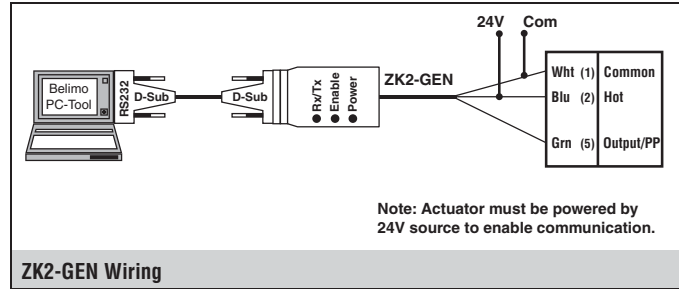 24V Com
Belimo
PC-Tool
RS232
D-Sub
D-Sub
Rx/Tx
Enable
Power
ZK2-GEN
Wht (1) Common
Blu (2) Hot
Grn (5) Output/PP
Note: Actuator must be powered by
24V source to enable communication.
ZK2-GEN Wiring